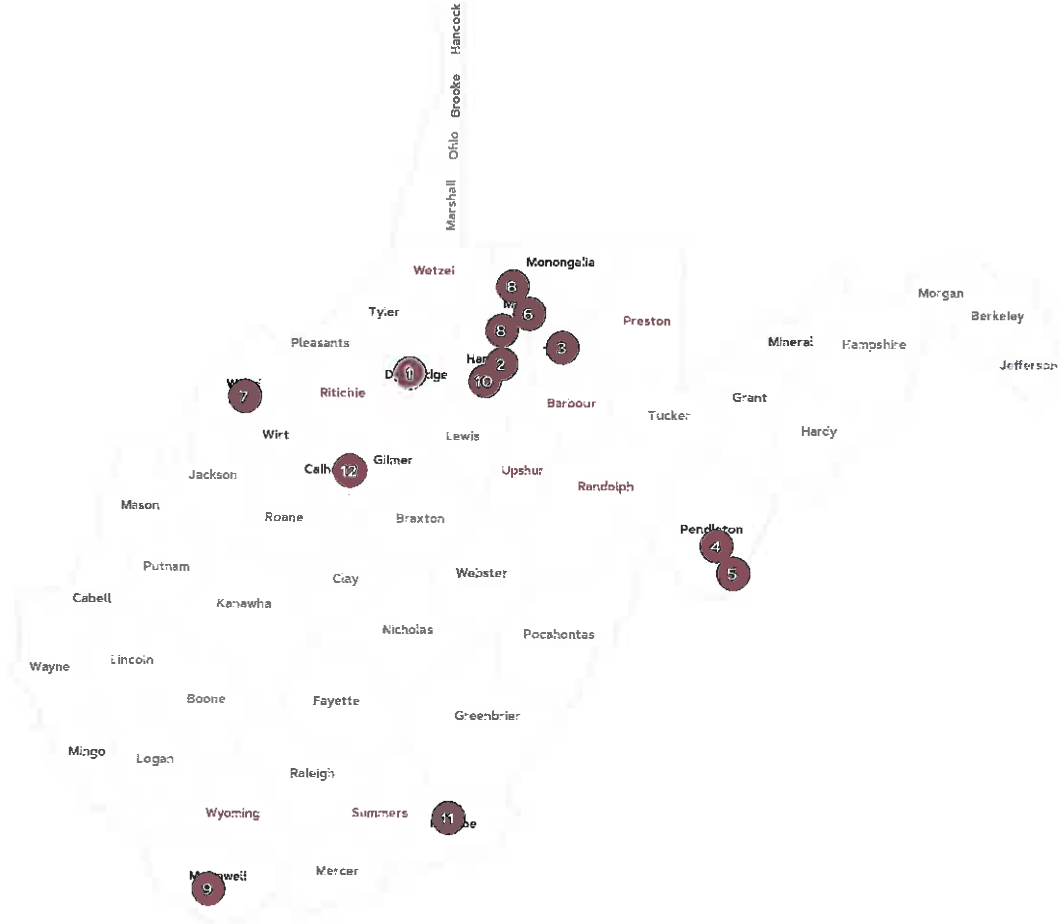 Hancock
Brooke
Ohio
Marshall
Monongalia
Wetzel
8
Morgan
6
Berkeley
Tyler
Preston
8
Mineral
Hampshire
Pleasants
3
2
Jefferson
1
10
Ritichie
7
Grant
Barbour
Tucker
Hardy
Wirt
Lewis
Gilmer
12
Jackson
Upshur
Randolph
Mason
Roane
Braxton
Pendleton
4
Putnam
Webster
5
Clay
Cabell
Kanawha
Nicholas
Pocahontas
Wayne
Lincoln
Boone
Fayette
Greenbrier
Mingo
Logan
Raleigh
Wyoming
Summers
11
Mercer
9